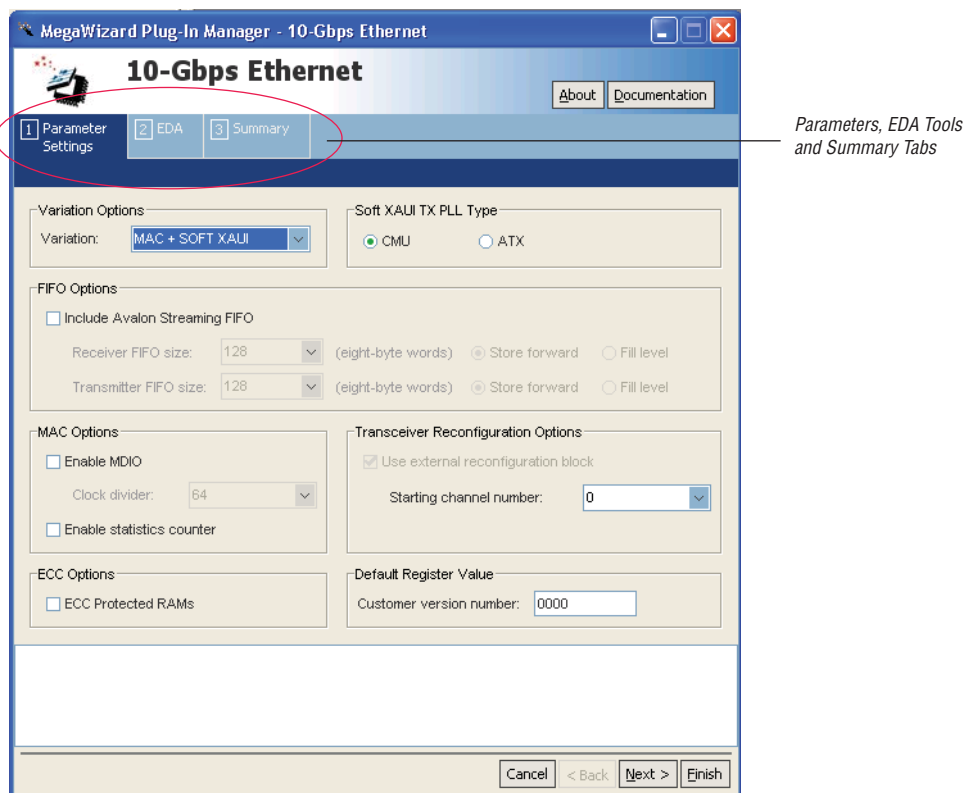 MegaWizard Plug-In Manager - 10-Gbps Ethernet
10-Gbps Ethernet
About Documentation
1 Parameter Settings
2 EDA
3 Summary
Parameters, EDA Tools
and Summary Tabs
Variation Options
Variation: MAC + SOFT XAUI
Soft XAUI TX PLL Type
CMU ATX
FIFO Options
Include Avalon Streaming FIFO
Receiver FIFO size: 128 (eight-byte words) Store forward Fill level
Transmitter FIFO size: 128 (eight-byte words) Store forward Fill level
MAC Options
Enable MDIO
Clock divider: 64
Enable statistics counter
Transceiver Reconfiguration Options
Use external reconfiguration block
Starting channel number: 0
ECC Options
ECC Protected RAMs
Default Register Value
Customer version number: 0000
Cancel < Back Next > Finish